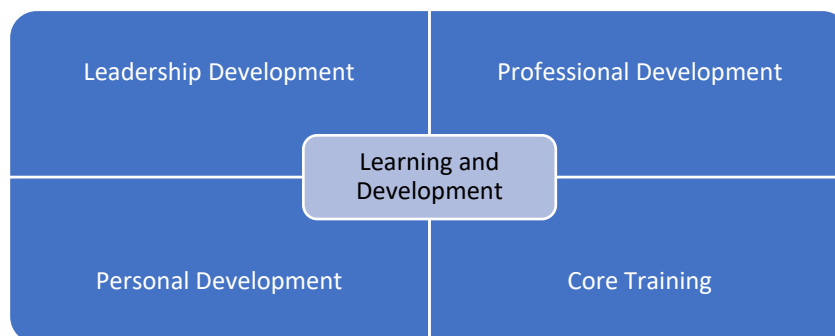 Leadership Development
Professional Development
Learning and
Development
Personal Development
Core Training